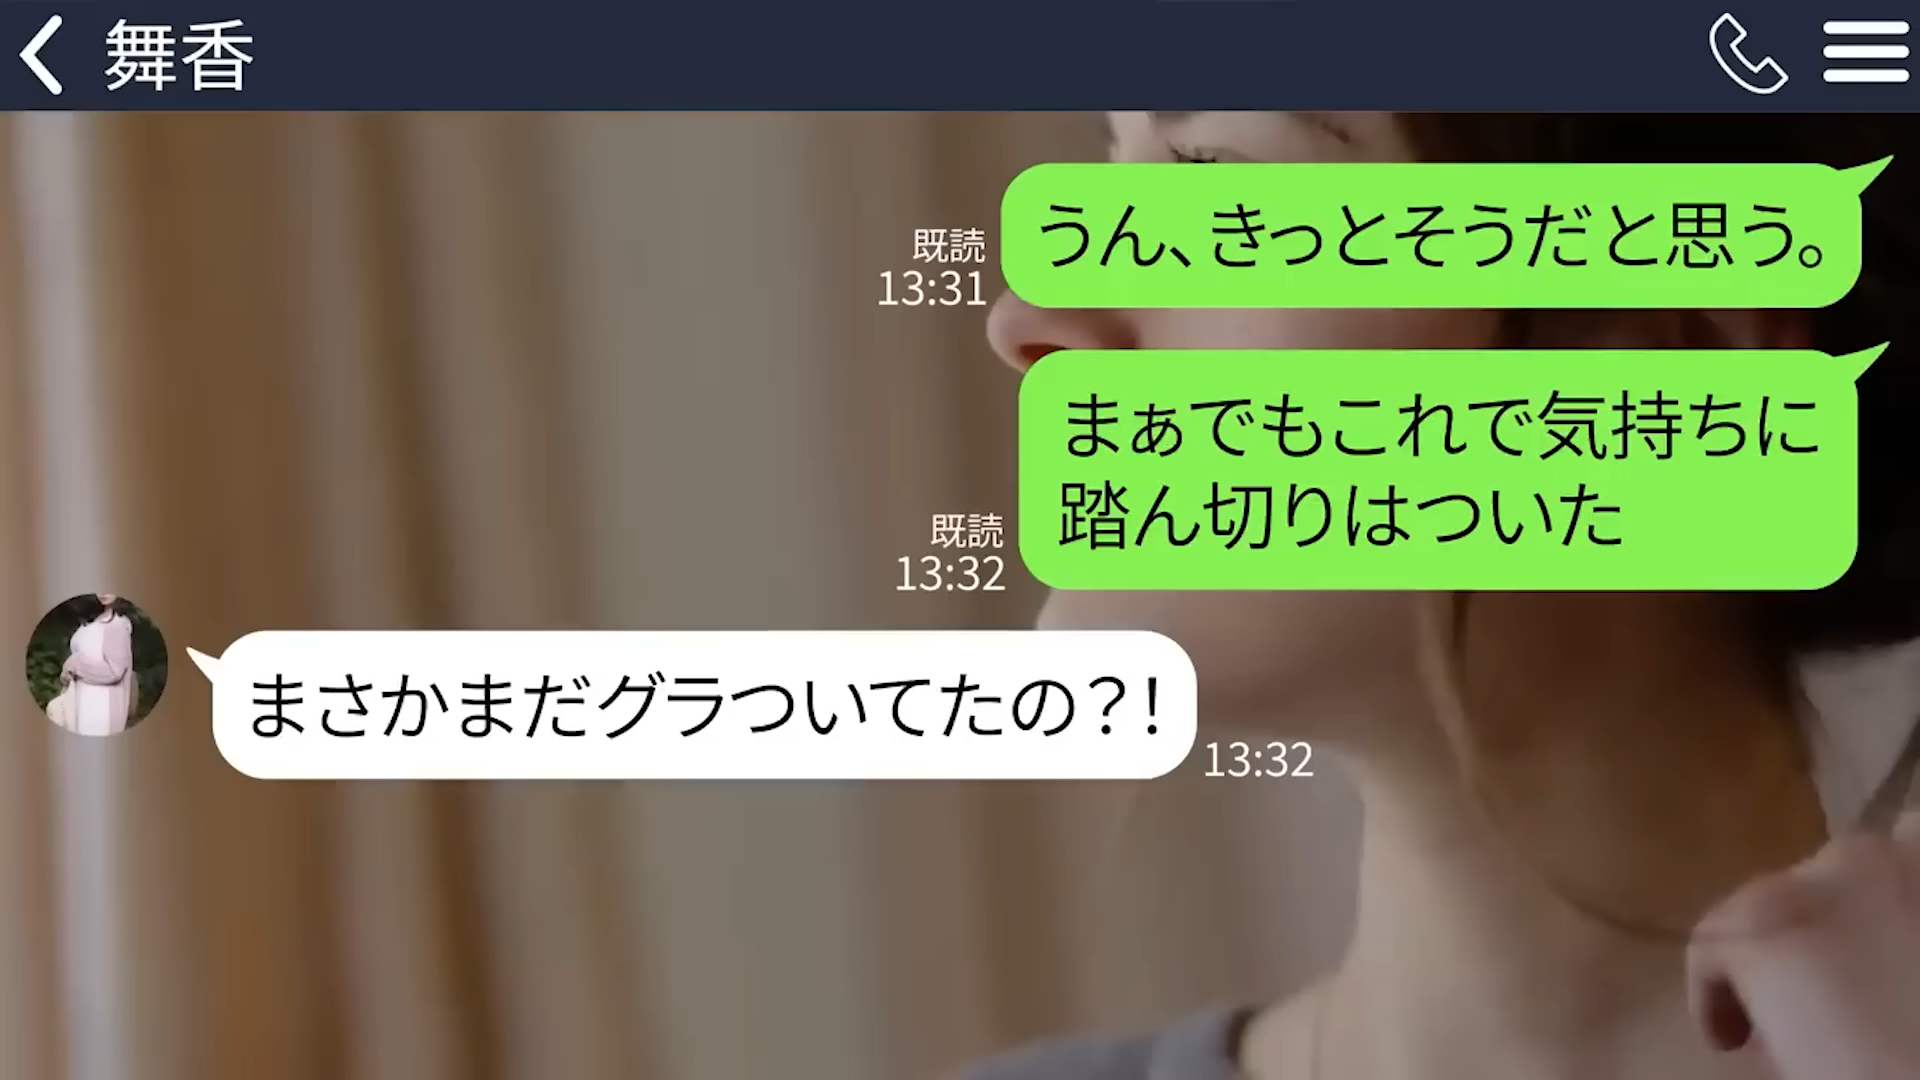 舞香
うん、きっとそうだと思う。
既読
13:31
まぁでもこれで気持ちに
踏ん切りはついた
既読
13:32
まさかまだグラついてたの？！
13:32